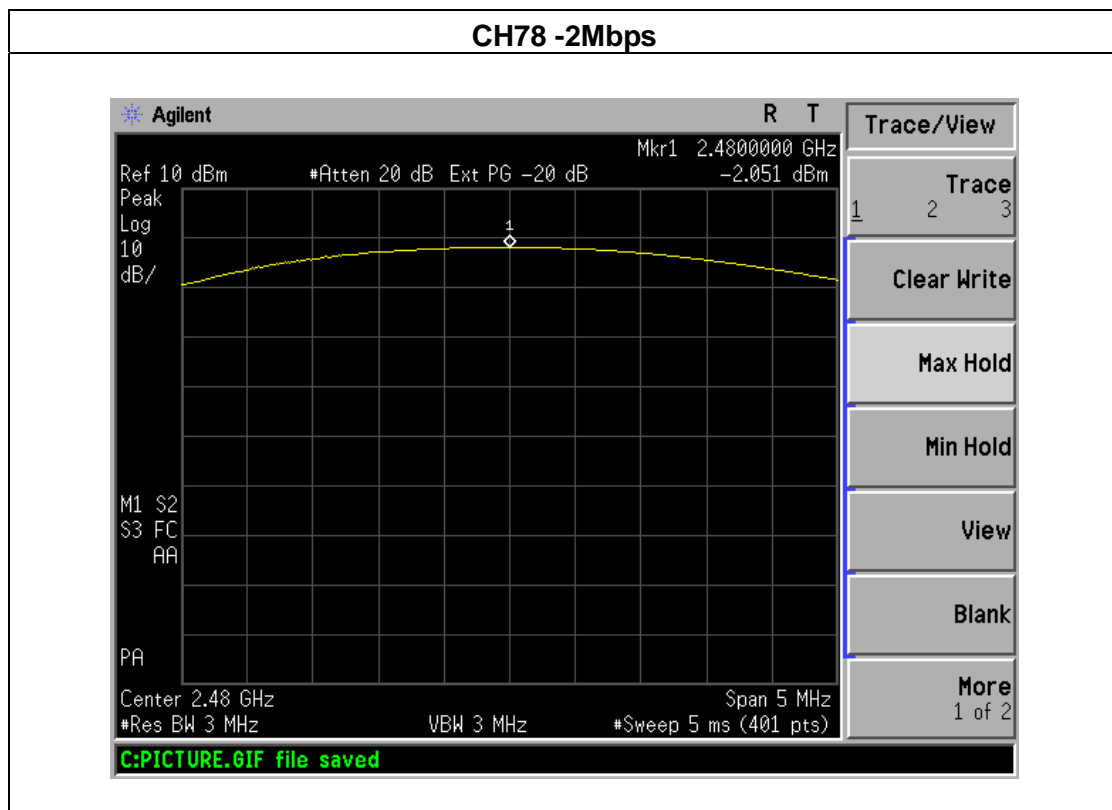 CH78 -2Mbps
Agilent R T
Mkr1 2.4800000 GHz
Ref 10 dBm #Atten 20 dB Ext PG -20 dB -2.051 dBm
Peak
Log
10
dB/
1
M1 S2
S3 FC
AA
PA
Center 2.48 GHz Span 5 MHz
#Res BW 3 MHz VBW 3 MHz #Sweep 5 ms (401 pts)
C:PICTURE.GIF file saved
Trace/View
Trace
1 2 3
Clear Write
Max Hold
Min Hold
View
Blank
More
1 of 2